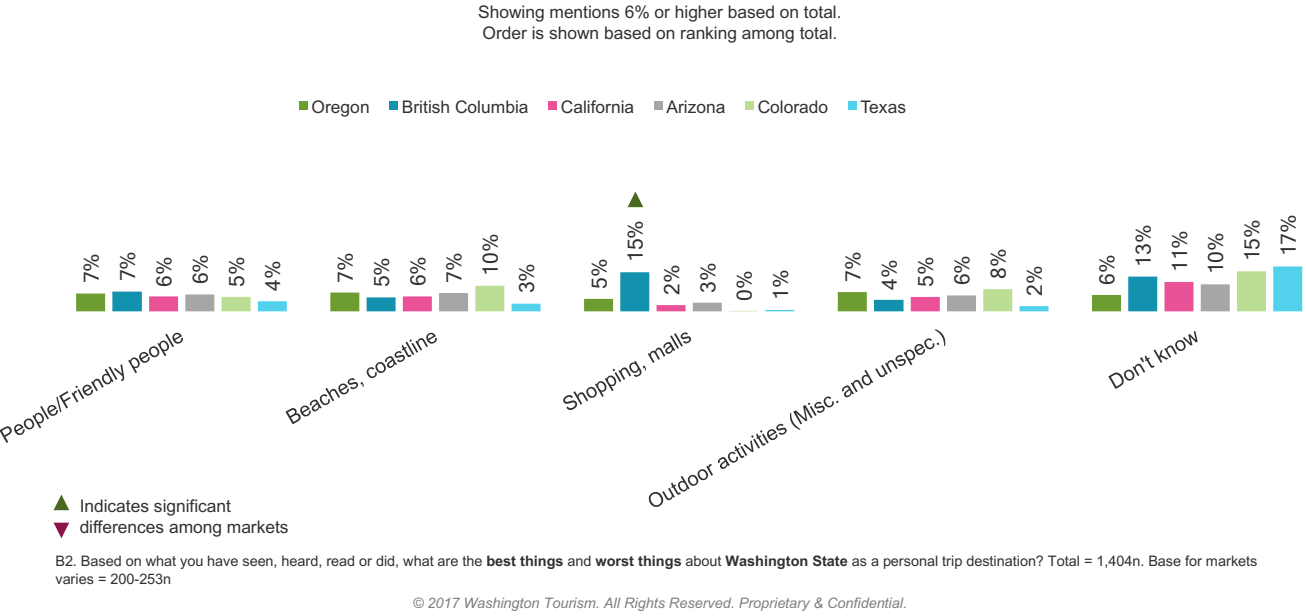 Showing mentions 6% or higher based on total.
Order is shown based on ranking among total.
Oregon British Columbia California Arizona Colorado Texas
7% 7% 6% 6% 5% 4%
7% 5% 6% 7% 10% 3%
5% 15% 2% 3% 0% 1%
7% 4% 5% 6% 8% 2%
6% 13% 11% 10% 15% 17%
People/Friendly people
Beaches, coastline
Shopping, malls
Outdoor activities (Misc. and unspec.)
Don't know
Indicates significant
differences among markets
B2. Based on what you have seen, heard, read or did, what are the best things and worst things about Washington State as a personal trip destination? Total = 1,404n. Base for markets
varies = 200-253n
© 2017 Washington Tourism. All Rights Reserved. Proprietary & Confidential.